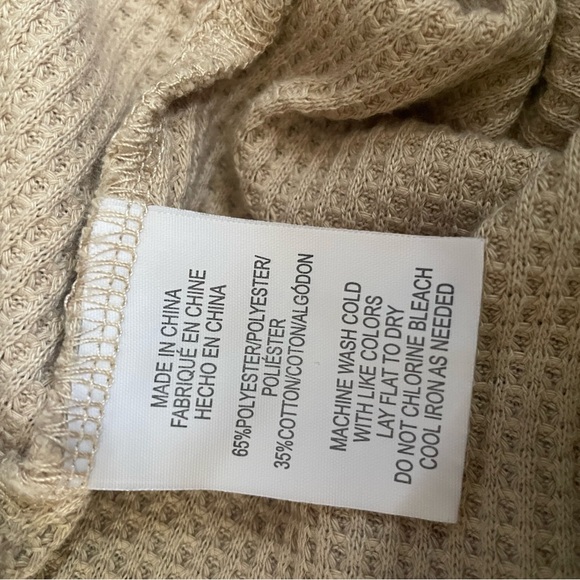 MADE IN CHINA
FABRIQUÉ EN CHINE
HECHO EN CHINA
65%POLYESTER/POLYESTER/
POLIÉSTER
35%COTTON/COTON/ALGÓDON
MACHINE WASH COLD
WITH LIKE COLORS
LAY FLAT TO DRY
DO NOT CHLORINE BLEACH
COOL IRON AS NEEDED